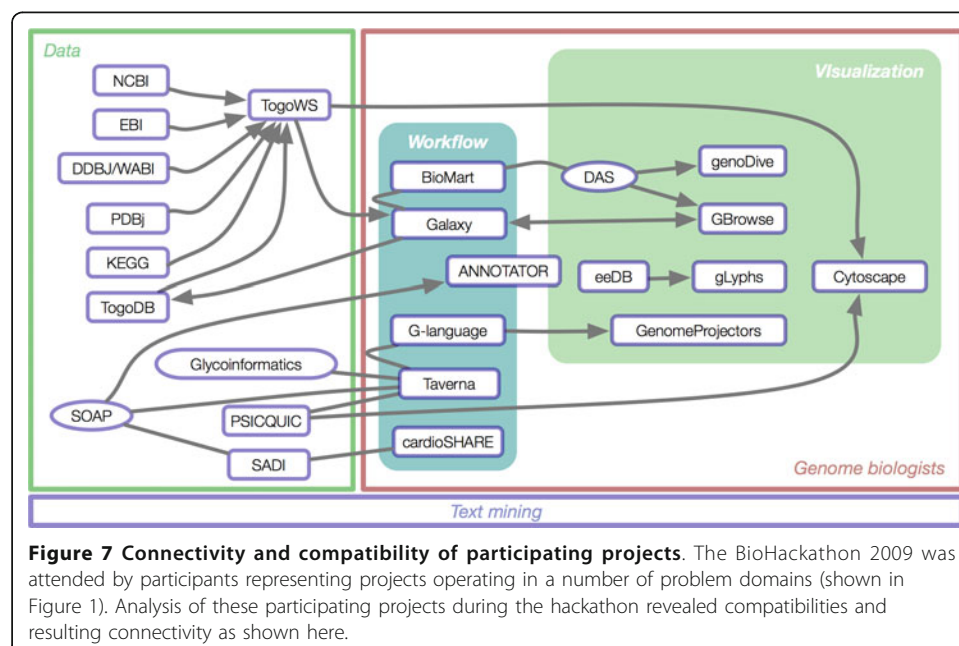 Data
NCBI
EBI
DDBJ/WABI
PDBj
KEGG
TogoDB
TogoWS
Glycoinformatics
SOAP
PSICQUIC
SADI
Workflow
BioMart
Galaxy
ANNOTATOR
G-language
Taverna
cardioSHARE
VIsualization
DAS
genoDive
GBrowse
eeDB
gLyphs
Cytoscape
GenomeProjectors
Genome biologists
Text mining
Figure 7 Connectivity and compatibility of participating projects. The BioHackathon 2009 was
attended by participants representing projects operating in a number of problem domains (shown in
Figure 1). Analysis of these participating projects during the hackathon revealed compatibilities and
resulting connectivity as shown here.